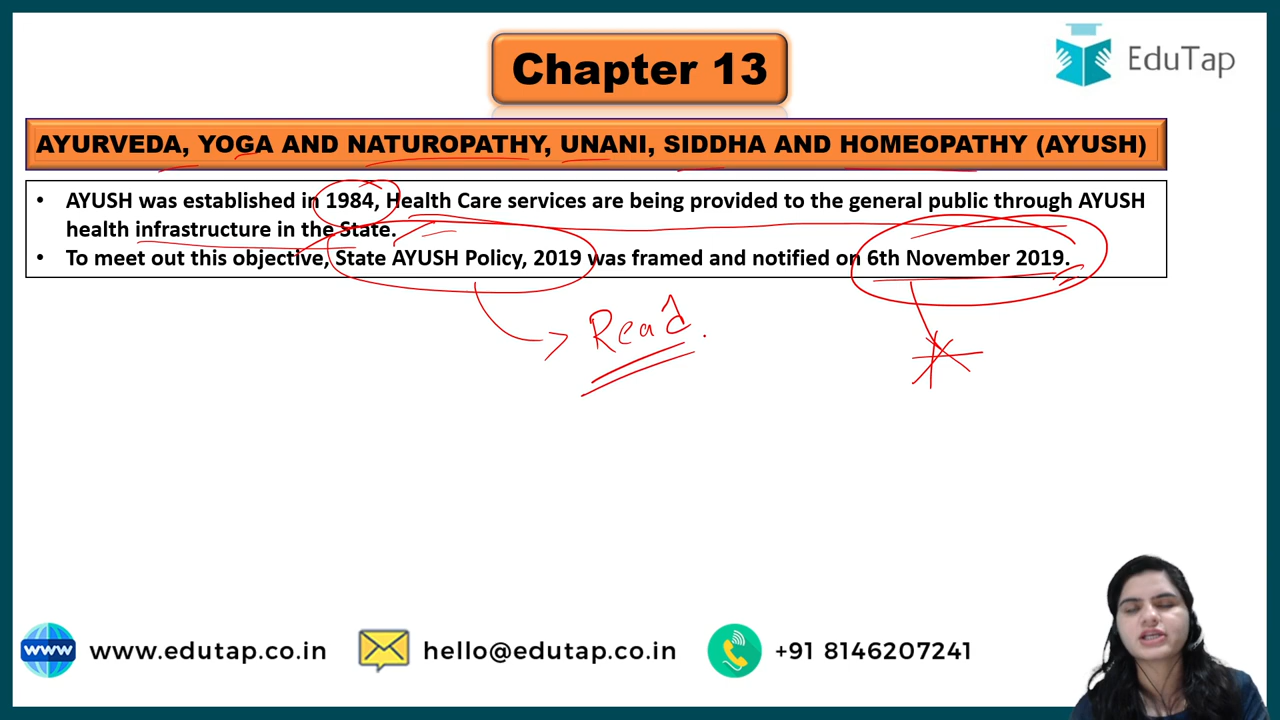 Chapter 13
EduTap
AYURVEDA, YOGA AND NATUROPATHY, UNANI, SIDDHA AND HOMEOPATHY (AYUSH)
• AYUSH was established in 1984, Health Care services are being provided to the general public through AYUSH
health infrastructure in the State.
• To meet out this objective, State AYUSH Policy, 2019 was framed and notified on 6th November 2019.
Read.
www www.edutap.co.in hello@edutap.co.in +91 8146207241